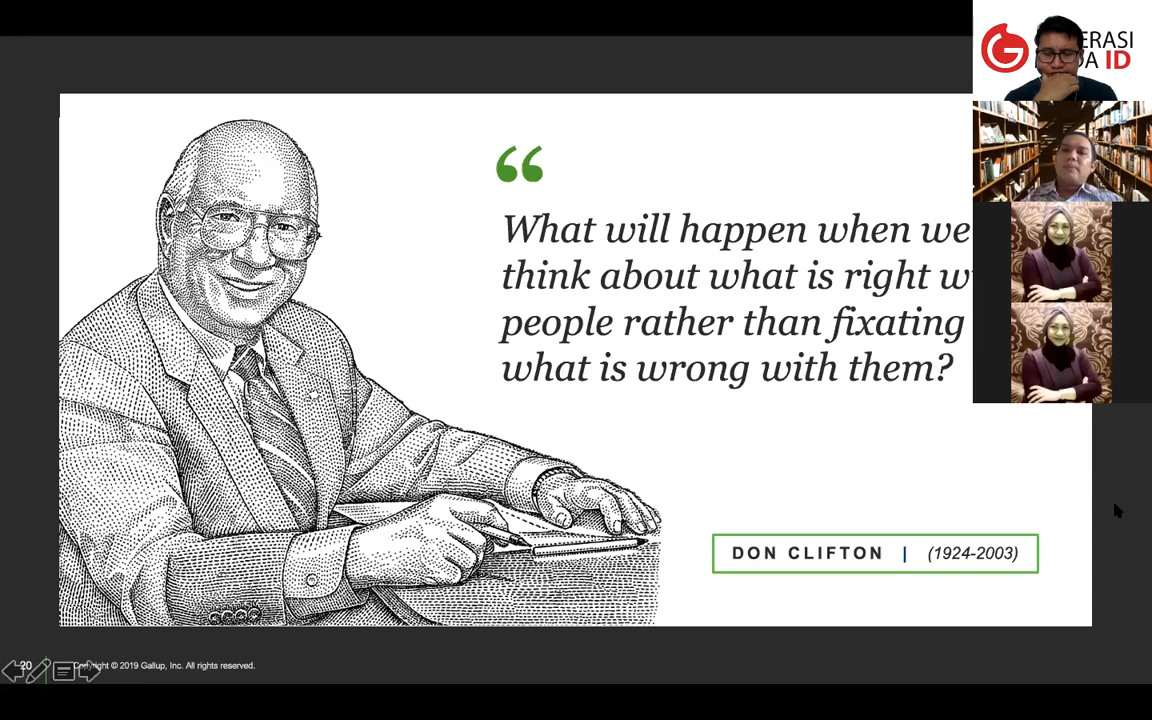 “
What will happen when we
think about what is right w
people rather than fixating
what is wrong with them?
DON CLIFTON | (1924-2003)
20
Copyright © 2019 Gallup, Inc. All rights reserved.
G
ERASI
A ID